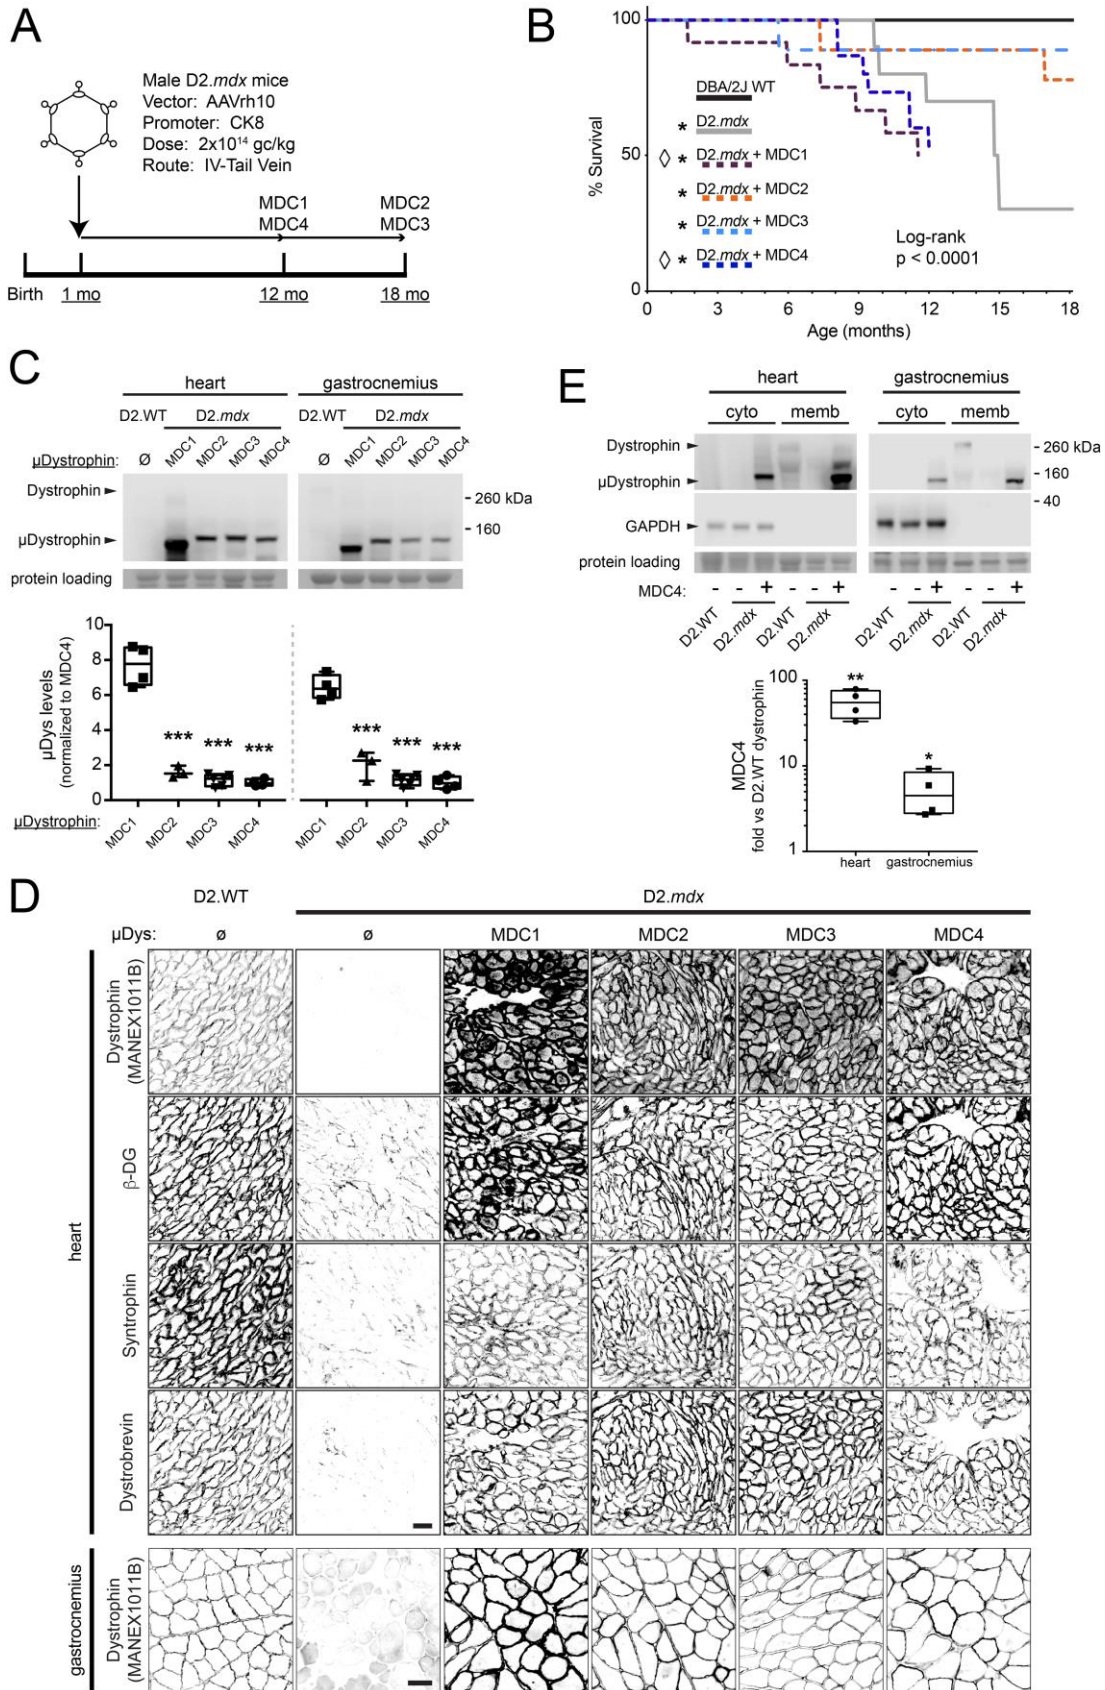 A
Male D2.mdx mice
Vector: AAVrh10
Promoter: CK8
Dose: 2x10¹⁴ gc/kg
Route: IV-Tail Vein
MDC1 MDC2
MDC4 MDC3
Birth 1 mo 12 mo 18 mo
B
100
50
0
% Survival
DBA/2J WT
* D2.mdx
◊ * D2.mdx + MDC1
* D2.mdx + MDC2
* D2.mdx + MDC3
◊ * D2.mdx + MDC4
Log-rank
p < 0.0001
0 3 6 9 12 15 18
Age (months)
C
heart gastrocnemius
D2.WT D2.mdx D2.WT D2.mdx
µDystrophin: Ø MDC1 MDC2 MDC3 MDC4 Ø MDC1 MDC2 MDC3 MDC4
Dystrophin
- 260 kDa
- 160
µDystrophin
protein loading
µDys levels
(normalized to MDC4)
10
8
6
4
2
0
*** *** *** *** *** ***
µDystrophin: MDC1 MDC2 MDC3 MDC4 MDC1 MDC2 MDC3 MDC4
E
heart gastrocnemius
cyto memb cyto memb
Dystrophin
- 260 kDa
µDystrophin
- 160
- 40
GAPDH
protein loading
MDC4: - - + - - + - - + - - +
D2.WT D2.mdx D2.WT D2.mdx D2.WT D2.mdx D2.WT D2.mdx
MDC4
fold vs D2.WT dystrophin
100
10
1
** *
heart gastrocnemius
D
D2.WT D2.mdx
µDys: ø ø MDC1 MDC2 MDC3 MDC4
heart
Dystrophin
(MANEX1011B)
β-DG
Syntrophin
Dystrobrevin
gastrocnemius
Dystrophin
(MANEX1011B)